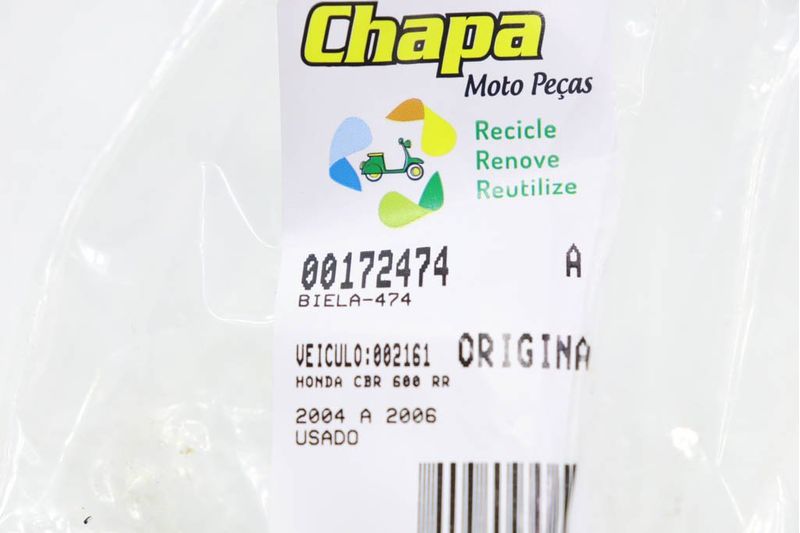 Chapa
Moto Peças
Recicle
Renove
Reutilize
00172474 A
BIELA-474
VEICULO:002161 ORIGINA
HONDA CBR 600 RR
2004 A 2006
USADO